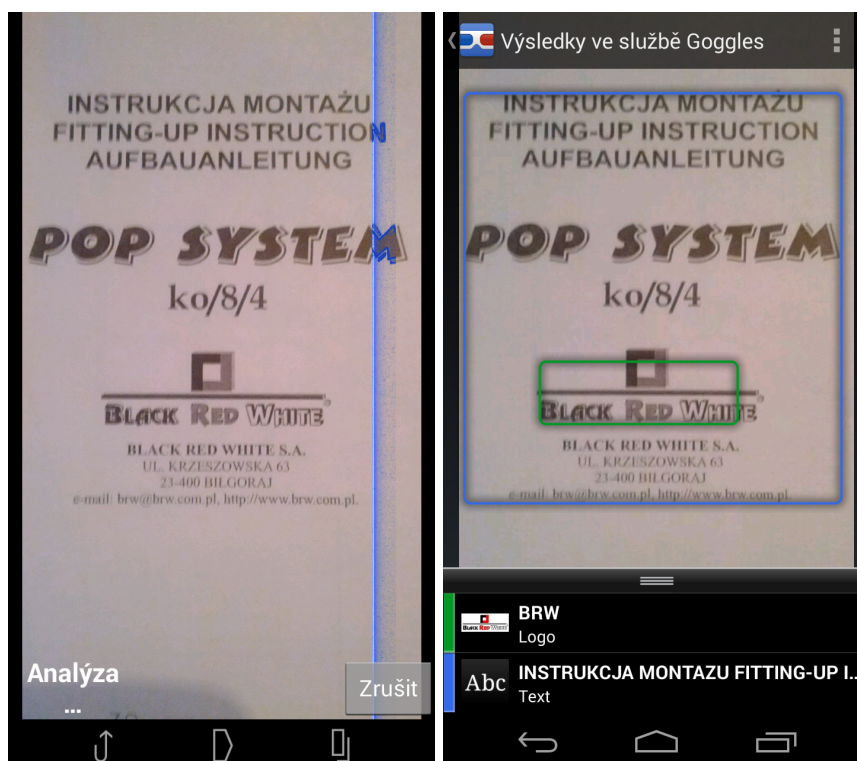 INSTRUKCJA MONTAŻU
FITTING-UP INSTRUCTION
AUFBAUANLEITUNG
POP SYSTEM
ko/8/4
BLACK RED WHITE
BLACK RED WHITE S.A.
UL. KRZESZOWSKA 63
23-400 BIŁGORAJ
e-mail: brw@brw.com.pl, http://www.brw.com.pl.
Analýza
...
Zrušit
Výsledky ve službě Goggles
INSTRUKCJA MONTAŻU
FITTING-UP INSTRUCTION
AUFBAUANLEITUNG
POP SYSTEM
ko/8/4
BLACK RED WHITE
BLACK RED WHITE S.A.
UL. KRZESZOWSKA 63
23-400 BIŁGORAJ
e-mail: brw@brw.com.pl, http://www.brw.com.pl.
BLACK RED WHITE
BRW
Logo
Abc
INSTRUKCJA MONTAZU FITTING-UP I...
Text